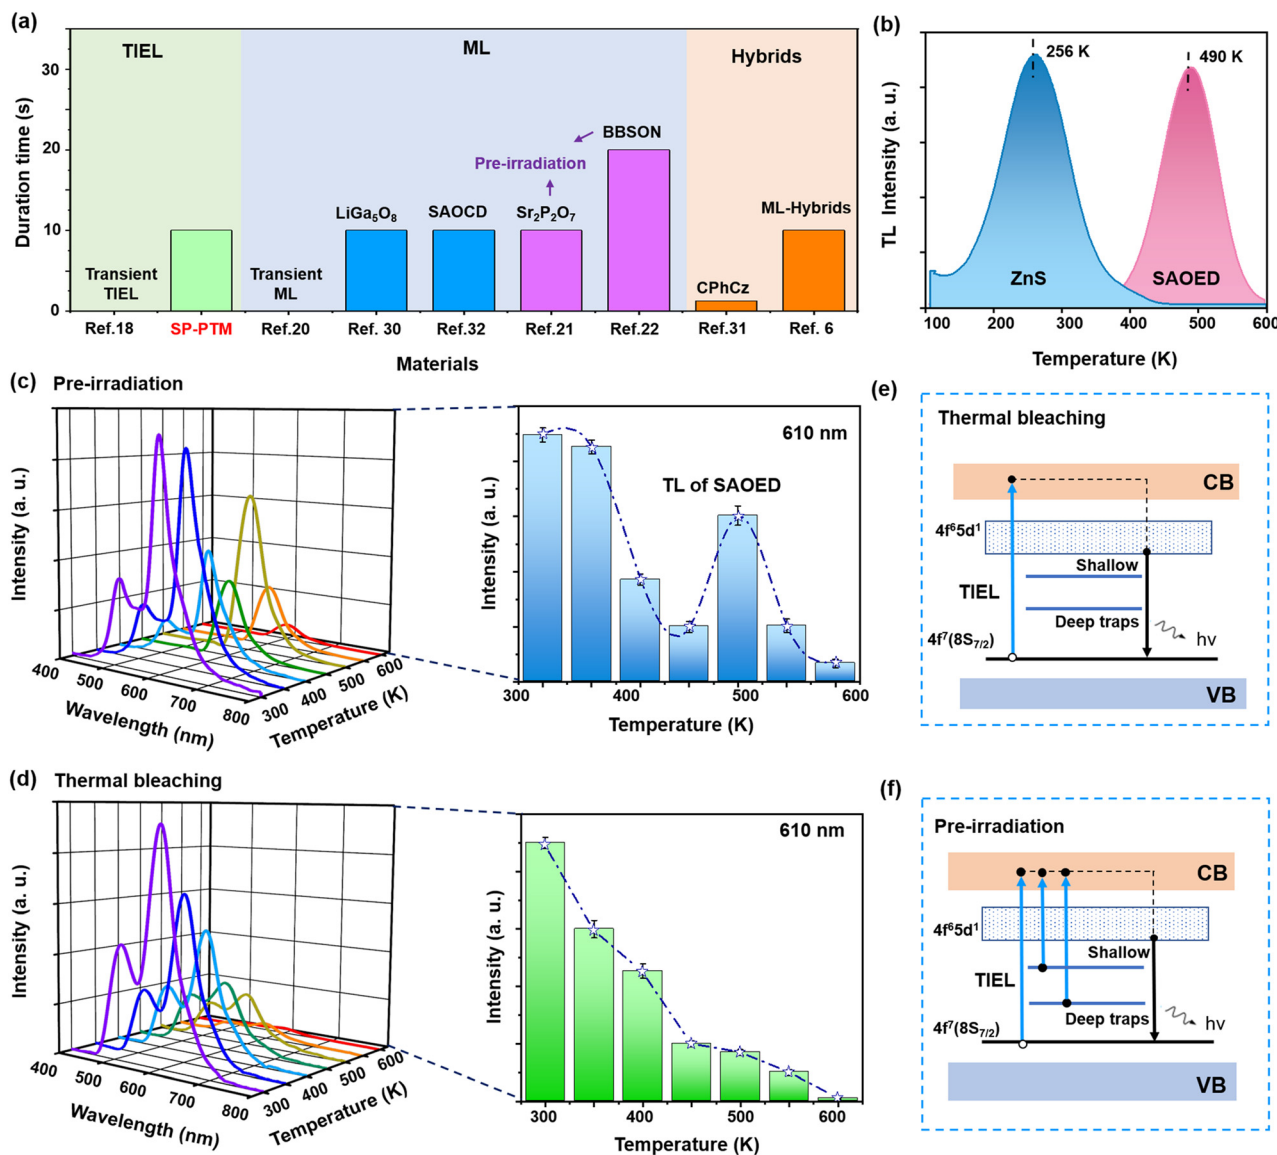 (a)
TIEL
ML
Hybrids
Duration time (s)
30
20
10
0
Transient
TIEL
Transient
ML
LiGa₅O₈
SAOCD
Sr₂P₂O₇
BBSON
Pre-irradiation
CPhCz
ML-Hybrids
Ref.18
SP-PTM
Ref.20
Ref. 30
Ref.32
Ref.21
Ref.22
Ref.31
Ref. 6
Materials
(b)
TL Intensity (a. u.)
256 K
490 K
ZnS
SAOED
100 200 300 400 500 600
Temperature (K)
(c) Pre-irradiation
Intensity (a. u.)
400 500 600 700 800
Wavelength (nm)
300 400 500 600
Temperature (K)
610 nm
TL of SAOED
Intensity (a. u.)
300 400 500 600
Temperature (K)
(e)
Thermal bleaching
CB
4f⁶5d¹
Shallow
TIEL
Deep traps
4f⁷(8S₇/₂)
hν
VB
(d) Thermal bleaching
Intensity (a. u.)
400 500 600 700 800
Wavelength (nm)
300 400 500 600
Temperature (K)
610 nm
Intensity (a. u.)
300 400 500 600
Temperature (K)
(f)
Pre-irradiation
CB
4f⁶5d¹
Shallow
TIEL
Deep traps
4f⁷(8S₇/₂)
hν
VB